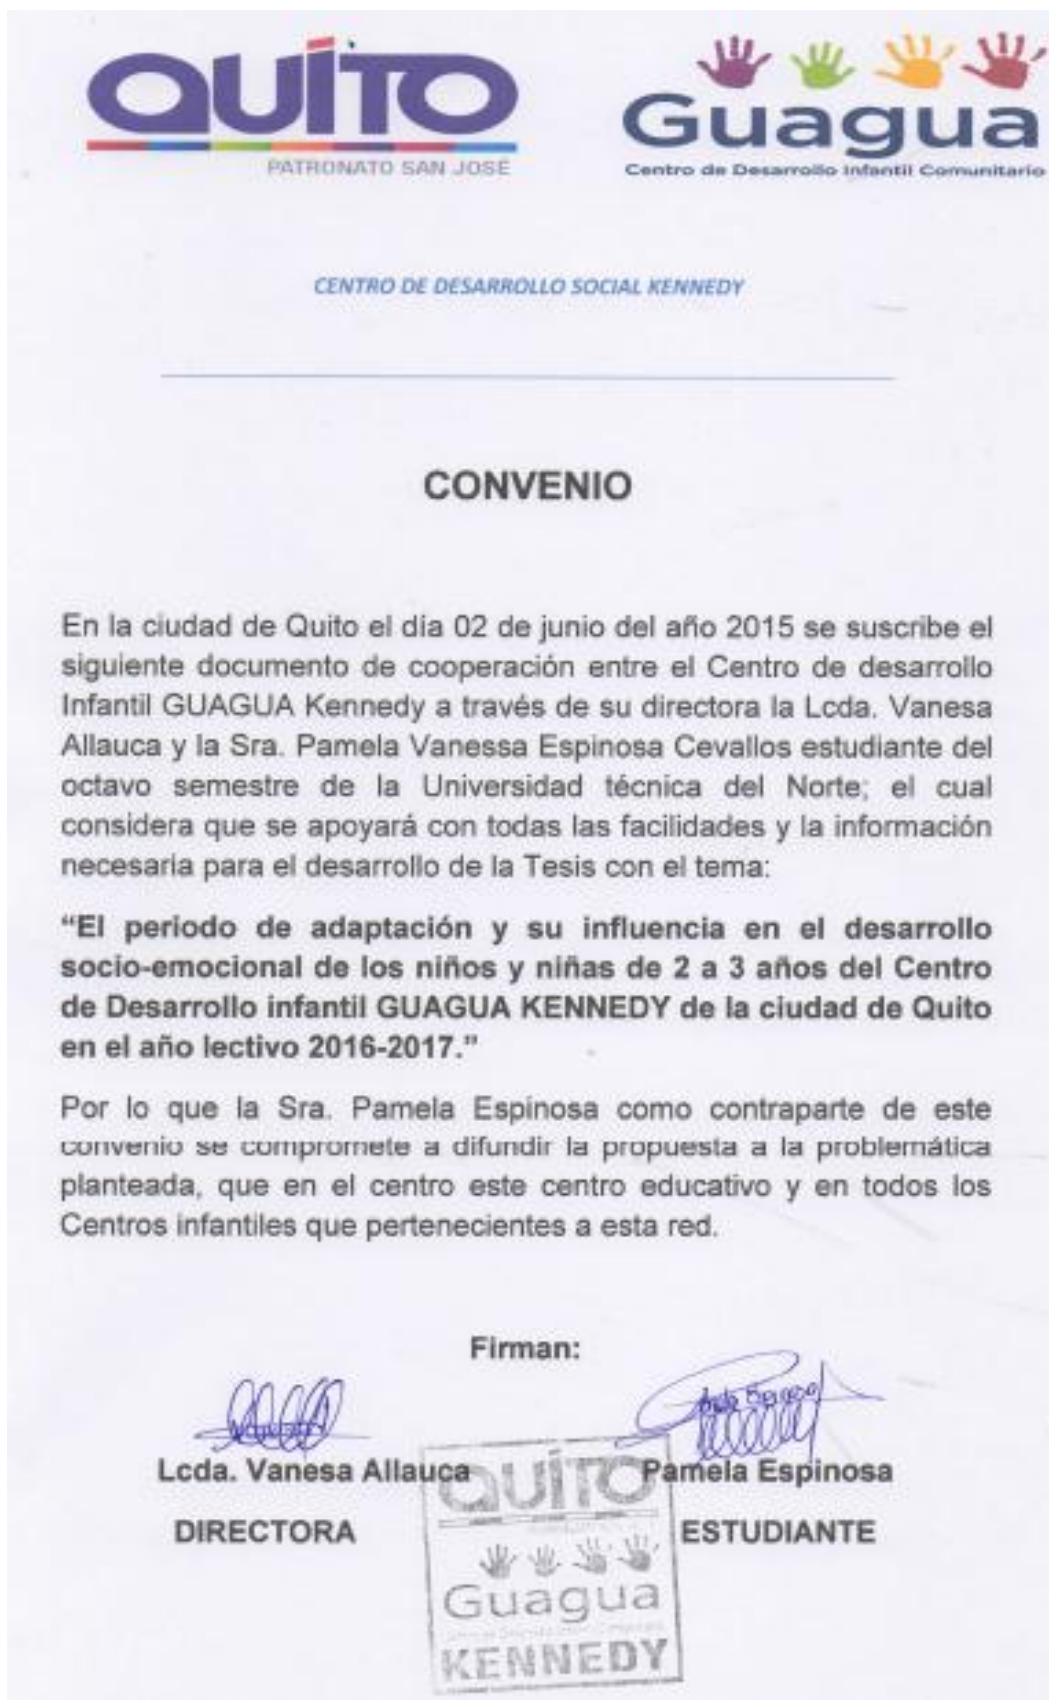 QUÍTO
PATRONATO SAN JOSÉ
Guagua
Centro de Desarrollo Infantil Comunitario
CENTRO DE DESARROLLO SOCIAL KENNEDY
CONVENIO
En la ciudad de Quito el día 02 de junio del año 2015 se suscribe el
siguiente documento de cooperación entre el Centro de desarrollo
Infantil GUAGUA Kennedy a través de su directora la Lcda. Vanesa
Allauca y la Sra. Pamela Vanessa Espinosa Cevallos estudiante del
octavo semestre de la Universidad técnica del Norte; el cual
considera que se apoyará con todas las facilidades y la información
necesaria para el desarrollo de la Tesis con el tema:
“El periodo de adaptación y su influencia en el desarrollo
socio-emocional de los niños y niñas de 2 a 3 años del Centro
de Desarrollo infantil GUAGUA KENNEDY de la ciudad de Quito
en el año lectivo 2016-2017.”
Por lo que la Sra. Pamela Espinosa como contraparte de este
convenio se compromete a difundir la propuesta a la problemática
planteada, que en el centro este centro educativo y en todos los
Centros infantiles que pertenecientes a esta red.
Firman:
Lcda. Vanesa Allauca
Pamela Espinosa
DIRECTORA
ESTUDIANTE
QUÍTO
Guagua
KENNEDY